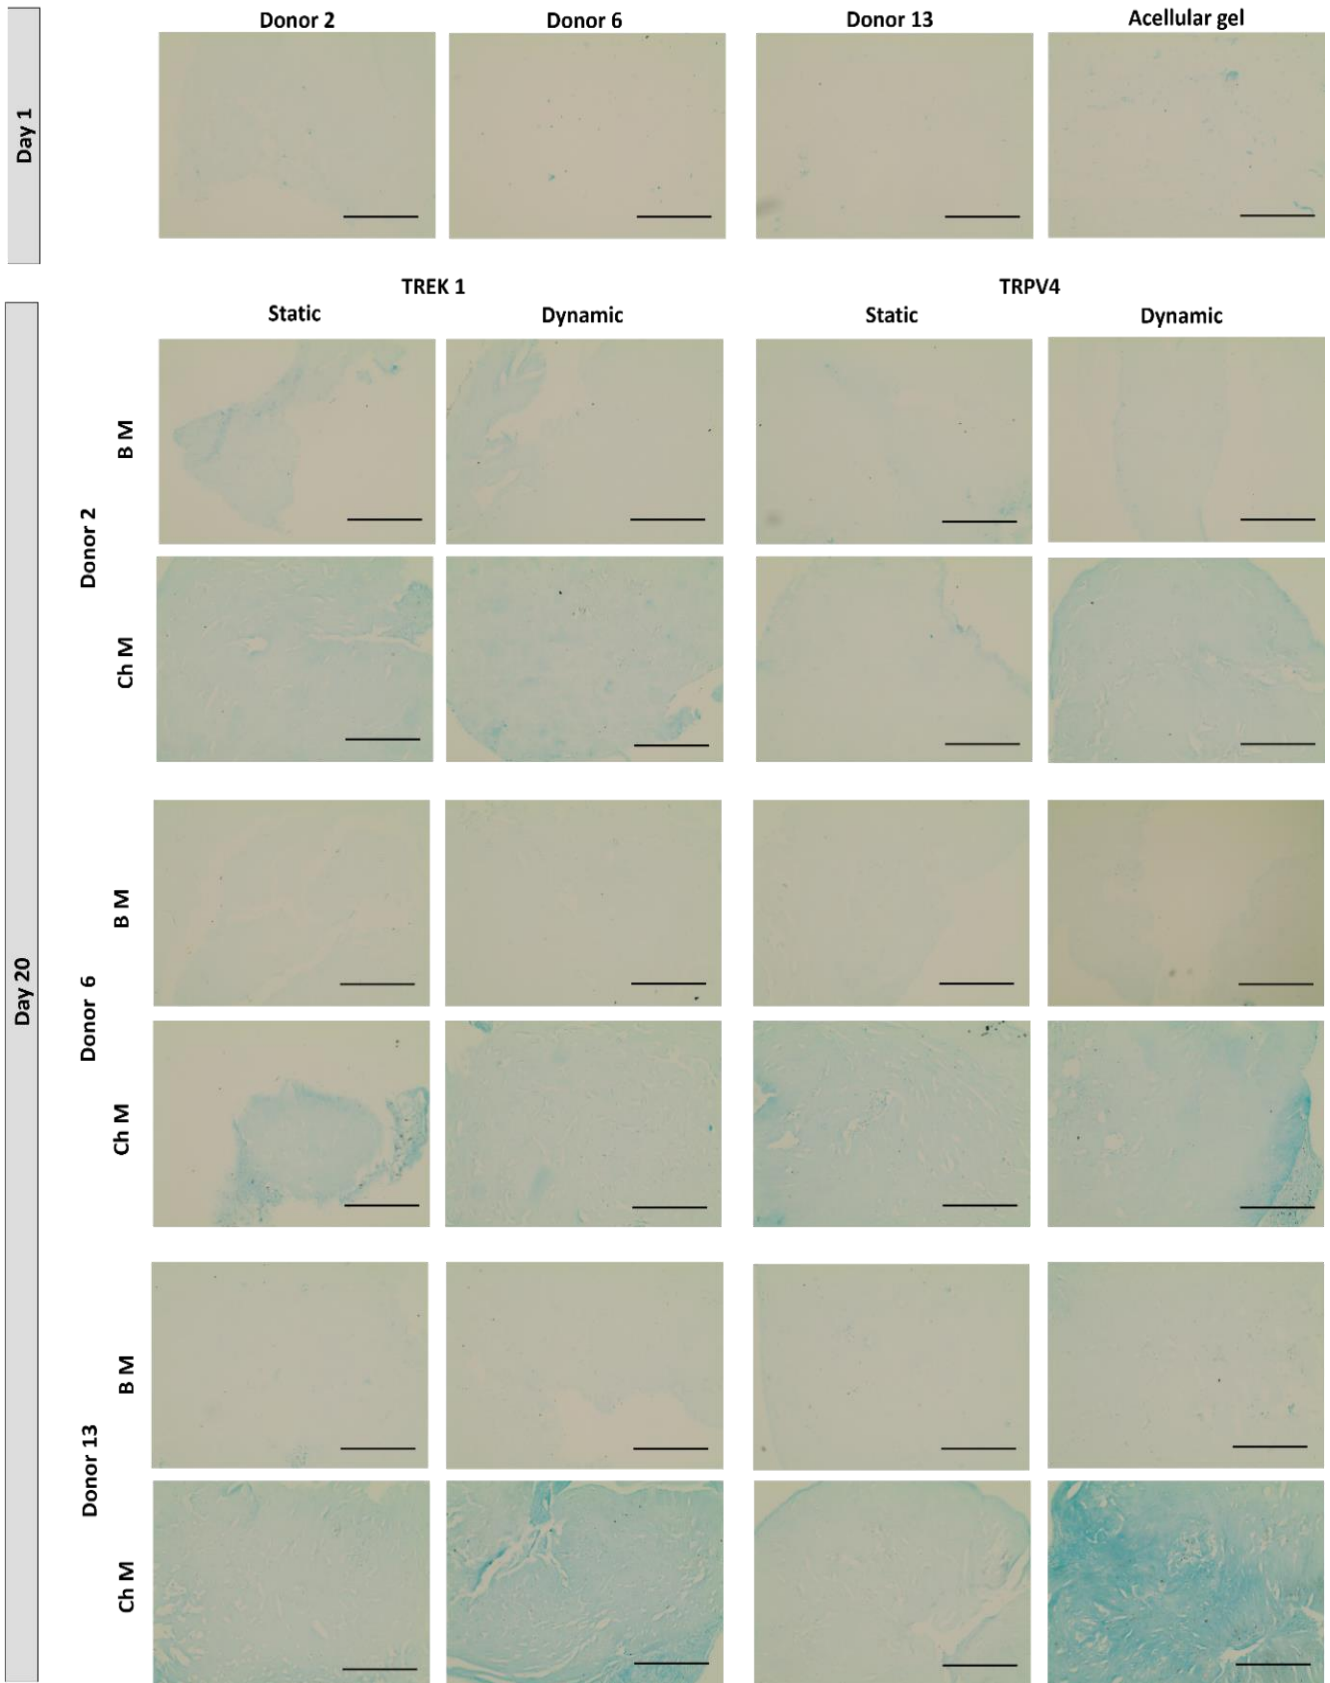 Donor 2 Donor 6 Donor 13 Acellular gel
Day 1
TREK 1 TRPV4
Static Dynamic Static Dynamic
Day 20
Donor 2
B M
Ch M
Donor 6
B M
Ch M
Donor 13
B M
Ch M